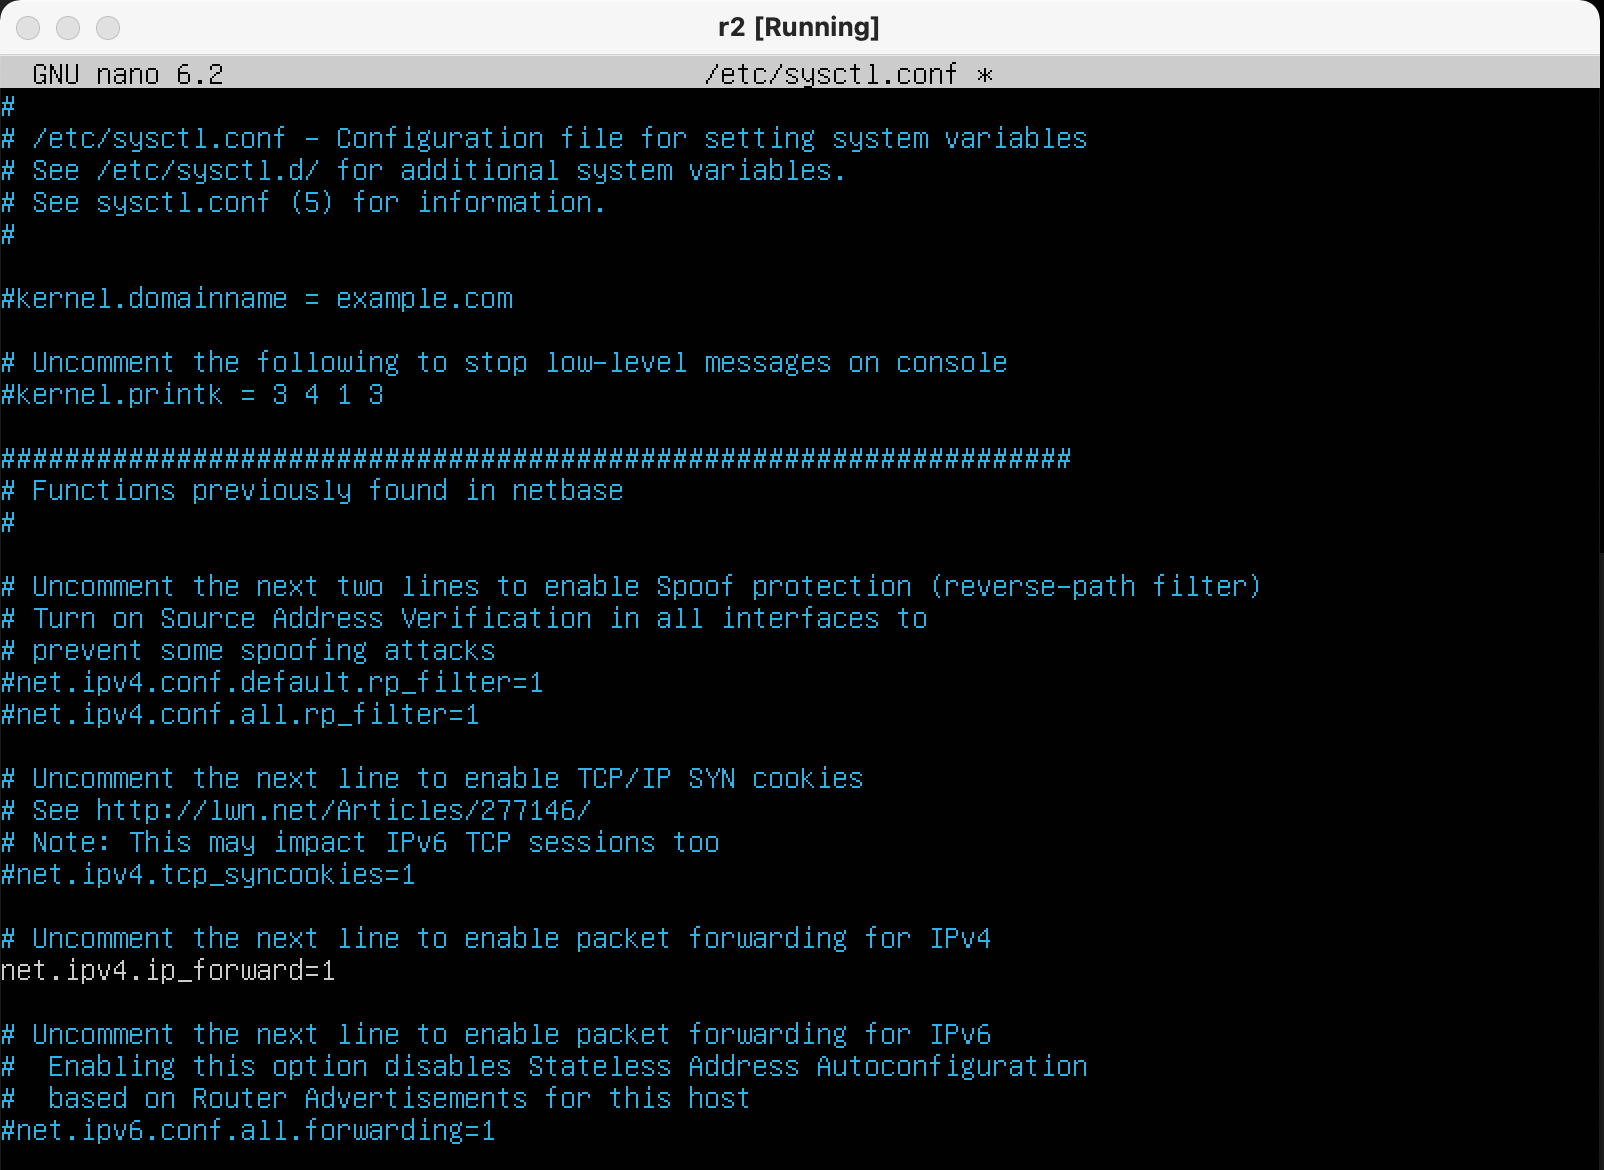 r2 [Running]
GNU nano 6.2 /etc/sysctl.conf *
#
# /etc/sysctl.conf - Configuration file for setting system variables
# See /etc/sysctl.d/ for additional system variables.
# See sysctl.conf (5) for information.
#
#kernel.domainname = example.com
# Uncomment the following to stop low-level messages on console
#kernel.printk = 3 4 1 3
###################################################################
# Functions previously found in netbase
#
# Uncomment the next two lines to enable Spoof protection (reverse-path filter)
# Turn on Source Address Verification in all interfaces to
# prevent some spoofing attacks
#net.ipv4.conf.default.rp_filter=1
#net.ipv4.conf.all.rp_filter=1
# Uncomment the next line to enable TCP/IP SYN cookies
# See http://lwn.net/Articles/277146/
# Note: This may impact IPv6 TCP sessions too
#net.ipv4.tcp_syncookies=1
# Uncomment the next line to enable packet forwarding for IPv4
net.ipv4.ip_forward=1
# Uncomment the next line to enable packet forwarding for IPv6
#  Enabling this option disables Stateless Address Autoconfiguration
#  based on Router Advertisements for this host
#net.ipv6.conf.all.forwarding=1